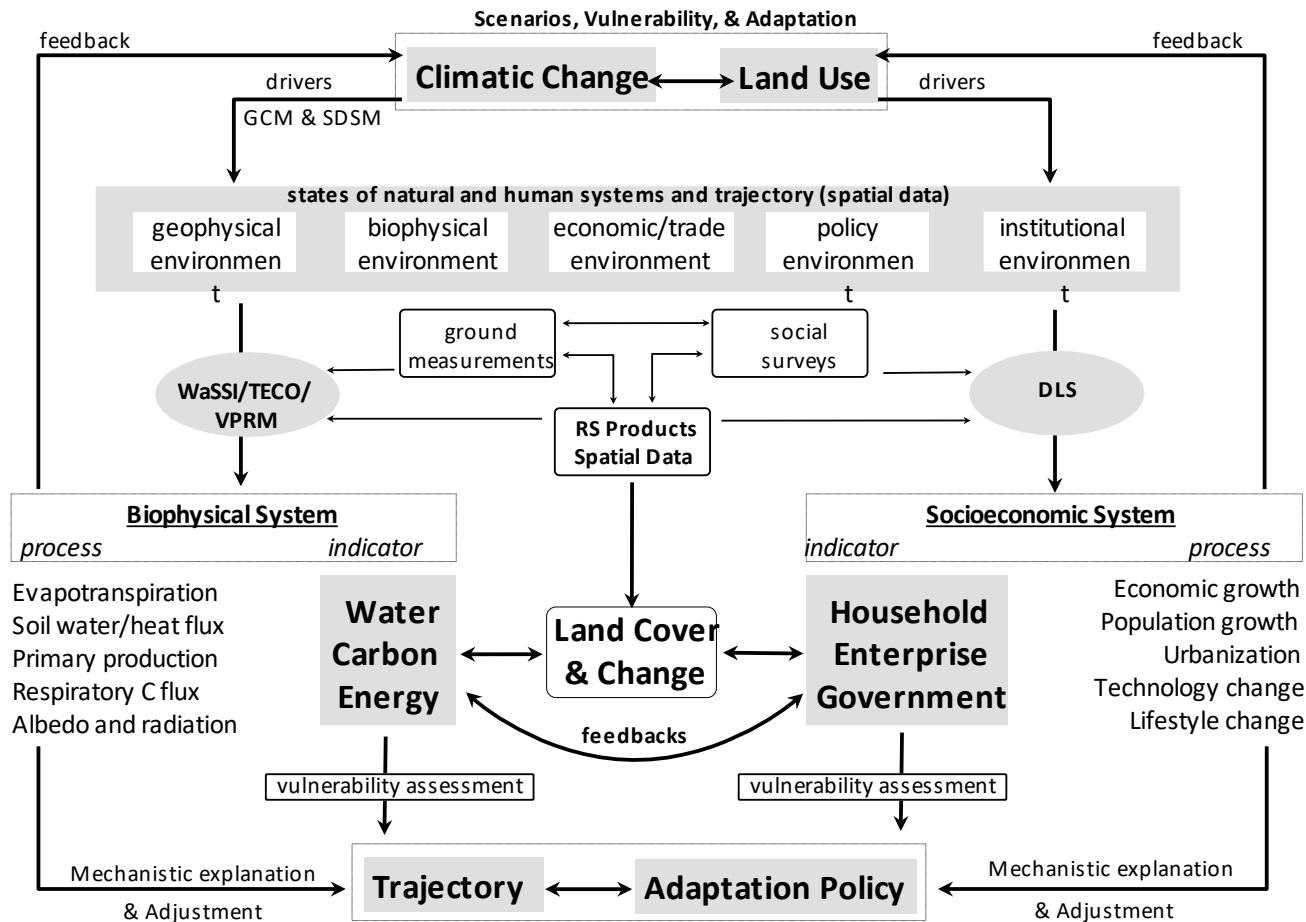 Scenarios, Vulnerability, & Adaptation
feedback
feedback
Climatic Change
Land Use
drivers
drivers
GCM & SDSM
states of natural and human systems and trajectory (spatial data)
geophysical
environmen
t
biophysical
environment
economic/trade
environment
policy
environmen
t
institutional
environmen
t
ground
measurements
social
surveys
WaSSI/TECO/
VPRM
DLS
RS Products
Spatial Data
Biophysical System
process
indicator
Socioeconomic System
indicator
process
Evapotranspiration
Soil water/heat flux
Primary production
Respiratory C flux
Albedo and radiation
Water
Carbon
Energy
Land Cover
& Change
Household
Enterprise
Government
Economic growth
Population growth
Urbanization
Technology change
Lifestyle change
feedbacks
vulnerability assessment
vulnerability assessment
Mechanistic explanation
& Adjustment
Trajectory
Adaptation Policy
Mechanistic explanation
& Adjustment